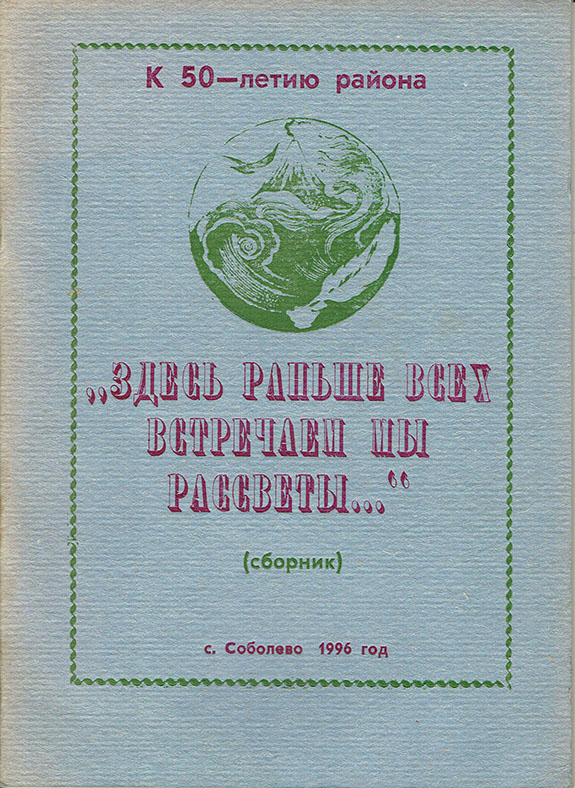 К 50—летию района
„ЗДЕСЬ РАНЬШЕ ВСЕХ
ВСТРЕЧАЕМ МЫ
РАССВЕТЫ...“
(сборник)
с. Соболево 1996 год